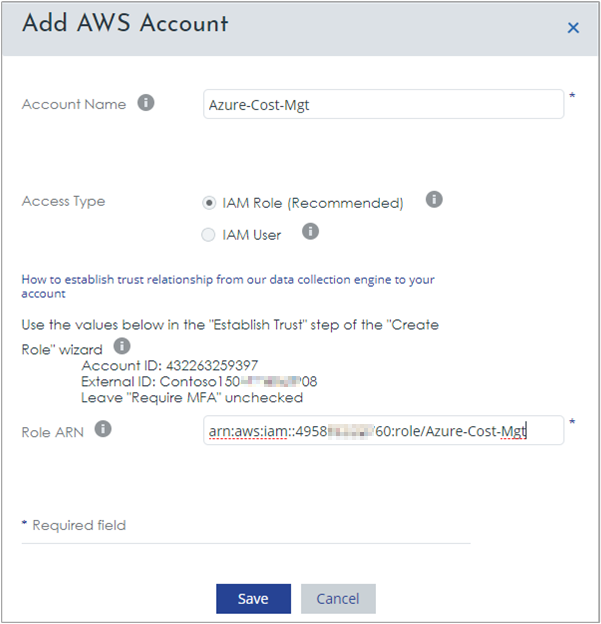 Add AWS Account
Account Name
Azure-Cost-Mgt
*
Access Type
IAM Role (Recommended)
IAM User
How to establish trust relationship from our data collection engine to your
account
Use the values below in the "Establish Trust" step of the "Create
Role" wizard
Account ID: 432263259397
External ID: Contoso150 08
Leave "Require MFA" unchecked
Role ARN
arn:aws:iam::4958 60:role/Azure-Cost-Mgt
*
* Required field
Save
Cancel